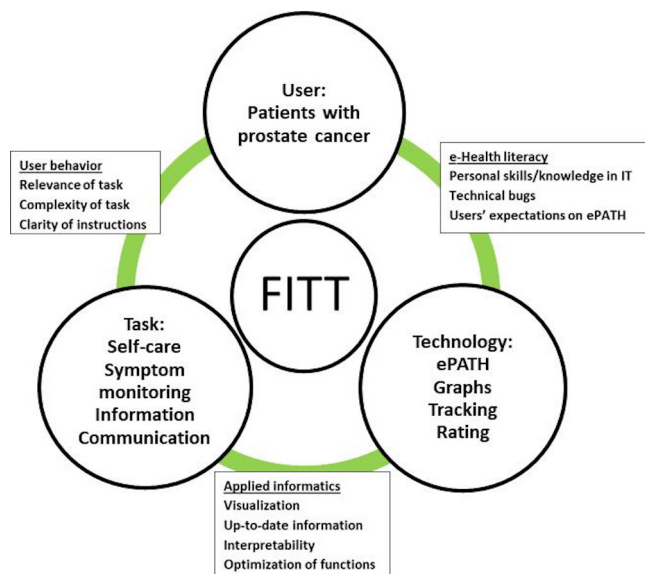 User:
Patients with
prostate cancer
User behavior
Relevance of task
Complexity of task
Clarity of instructions
e-Health literacy
Personal skills/knowledge in IT
Technical bugs
Users' expectations on ePATH
FITT
Task:
Self-care
Symptom
monitoring
Information
Communication
Technology:
ePATH
Graphs
Tracking
Rating
Applied informatics
Visualization
Up-to-date information
Interpretability
Optimization of functions